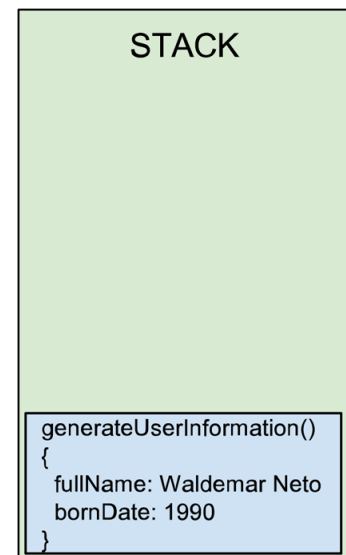 STACK
generateUserInformation()
{
fullName: Waldemar Neto
bornDate: 1990
}